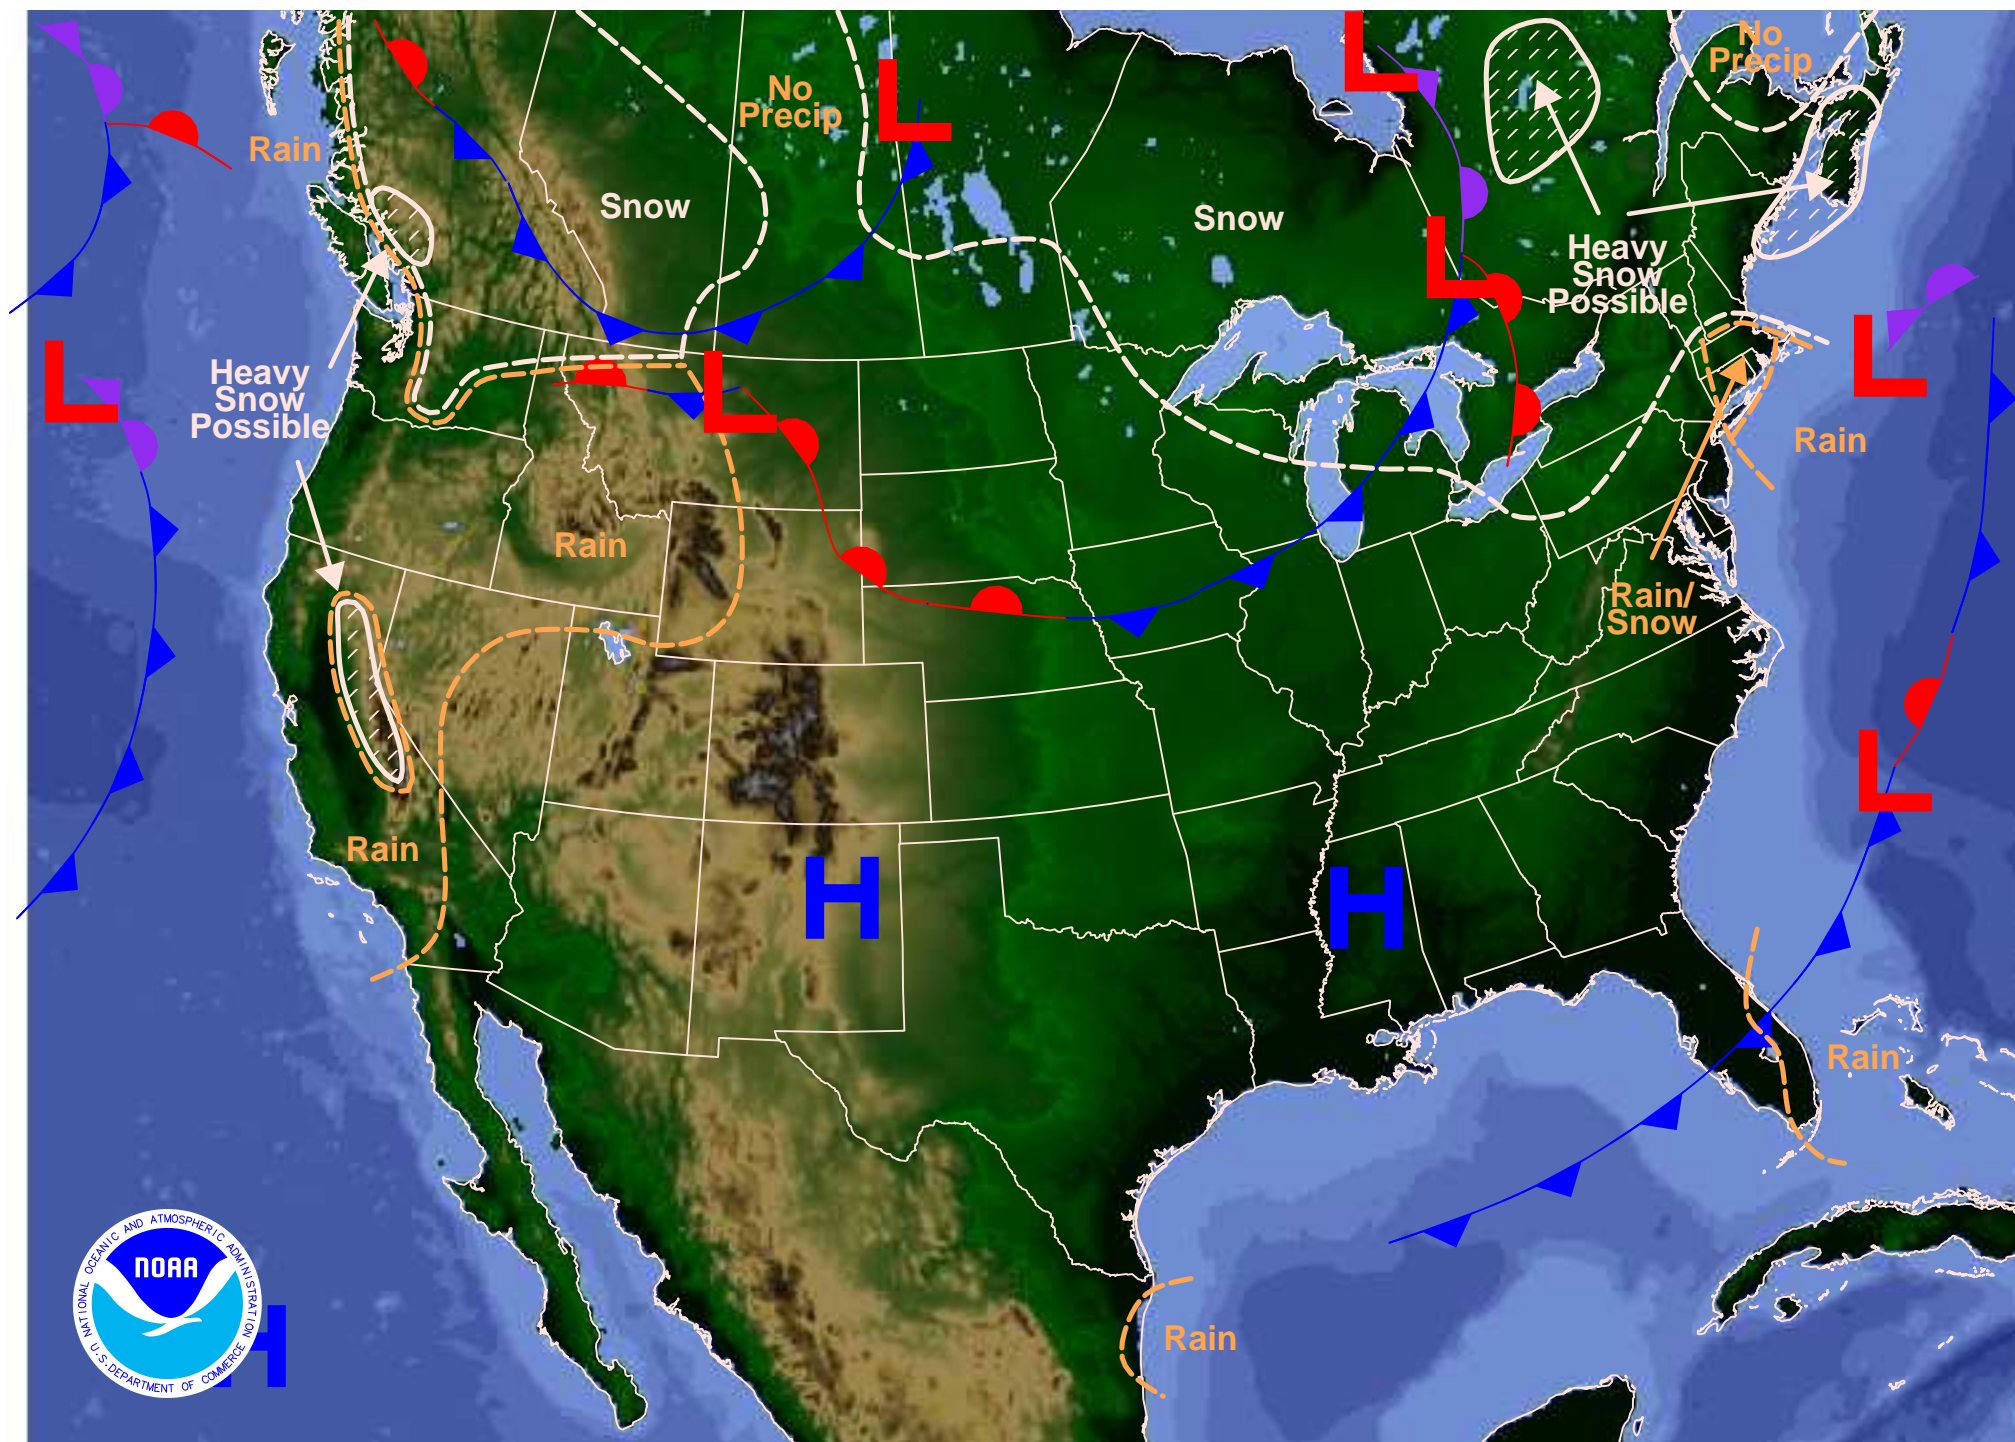 No
Precip
L
L
No
Precip
Rain
Snow
Snow
L
Heavy
Snow
Possible
L
L
L
Heavy
Snow
Possible
Rain
Rain
Rain/
Snow
L
Rain
H
H
Rain
Rain
H
NATIONAL OCEANIC AND ATMOSPHERIC ADMINISTRATION
NOAA
U.S. DEPARTMENT OF COMMERCE